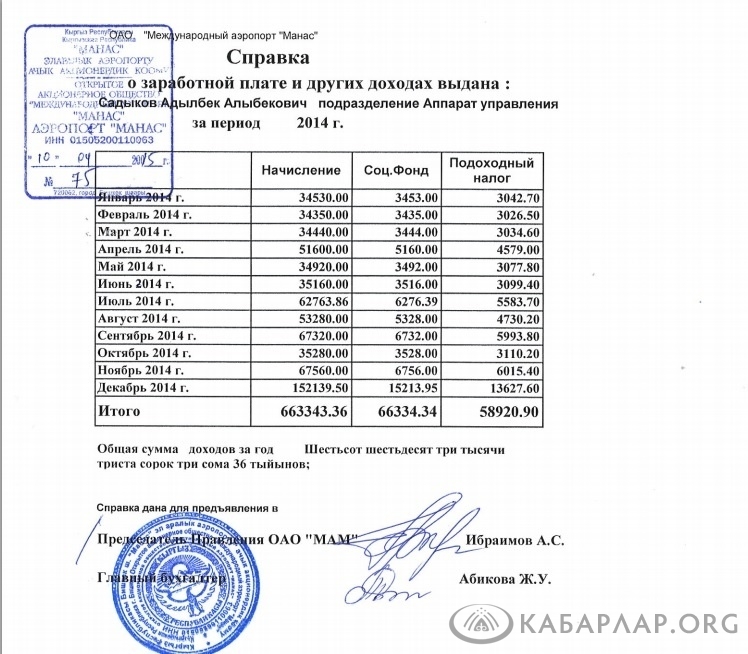 ОАО "Международный аэропорт "Манас"
Справка
о заработной плате и других доходах выдана :
Садыков Адылбек Алыбекович подразделение Аппарат управления
за период 2014 г.
Кыргыз Республикасы
"МАНАС"
ЭЛ АРАЛЫК АЭРОПОРТУ
АЧЫК АКЦИОНЕРДИК КООМУ
ОТКРЫТОЕ
АКЦИОНЕРНОЕ ОБЩЕСТВО
"МАНАС"
АЭРОПОРТ "МАНАС"
ИНН 01505200110063
"10" 04 2015 г.
№ 75
Начисление Соц.Фонд Подоходный
налог
Январь 2014 г. 34530.00 3453.00 3042.70
Февраль 2014 г. 34350.00 3435.00 3026.50
Март 2014 г. 34440.00 3444.00 3034.60
Апрель 2014 г. 51600.00 5160.00 4579.00
Май 2014 г. 34920.00 3492.00 3077.80
Июнь 2014 г. 35160.00 3516.00 3099.40
Июль 2014 г. 62763.86 6276.39 5583.70
Август 2014 г. 53280.00 5328.00 4730.20
Сентябрь 2014 г. 67320.00 6732.00 5993.80
Октябрь 2014 г. 35280.00 3528.00 3110.20
Ноябрь 2014 г. 67560.00 6756.00 6015.40
Декабрь 2014 г. 152139.50 15213.95 13627.60
Итого 663343.36 66334.34 58920.90
Общая сумма доходов за год Шестьсот шестьдесят три тысячи
триста сорок три сома 36 тыйынов;
Справка дана для предъявления в
Председатель Правления ОАО "МАМ" Ибраимов А.С.
Главный бухгалтер Абикова Ж.У.
КАБАРЛАР.ORG